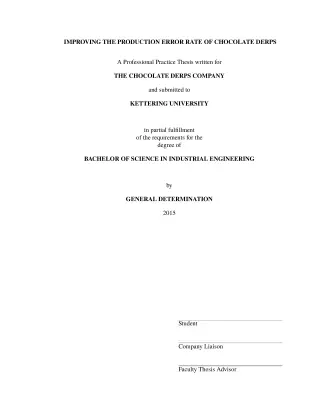 IMPROVING THE PRODUCTION ERROR RATE OF CHOCOLATE DERPS
A Professional Practice Thesis written for
THE CHOCOLATE DERPS COMPANY
and submitted to
KETTERING UNIVERSITY
in partial fulfillment
of the requirements for the
degree of
BACHELOR OF SCIENCE IN INDUSTRIAL ENGINEERING
by
GENERAL DETERMINATION
2015
Student
Company Liaison
Faculty Thesis Advisor